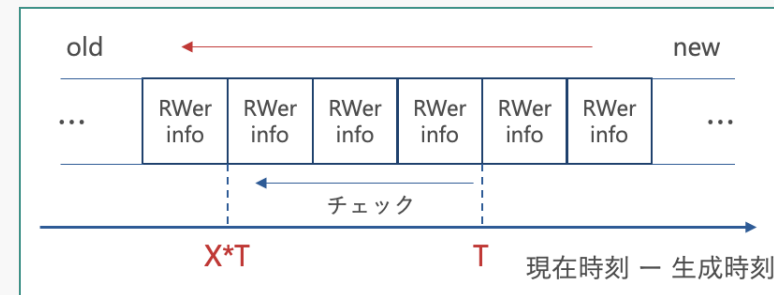 old new
… RWer info RWer info RWer info RWer info RWer info RWer info …
チェック
X*T T
現在時刻 ー 生成時刻